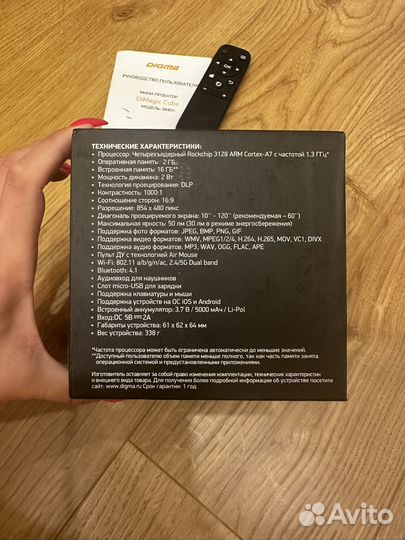 DIGMA
РУКОВОДСТВО ПОЛЬЗОВАТЕЛЯ
МИНИ-ПРОЕКТОР
DiMagic Cube
МОДЕЛЬ: DM011
OK
ТЕХНИЧЕСКИЕ ХАРАКТЕРИСТИКИ:
• Процессор: Четырехъядерный Rockchip 3128 ARM Cortex-A7 с частотой 1.3 ГГц*
• Оперативная память: 2 ГБ
• Встроенная память: 16 ГБ**
• Мощность динамика: 2 Вт
• Технология проецирования: DLP
• Контрастность: 1000:1
• Соотношение сторон: 16:9
• Разрешение: 854 x 480 пикс
• Диагональ проецируемого экрана: 10'' - 120'' (рекомендуемая – 60'')
• Максимальная яркость: 50 лм (30 лм в режиме энергосбережения)
• Поддержка фото форматов: JPEG, BMP, PNG, GIF
• Поддержка видео форматов: WMV, MPEG1/2/4, H.264, H.265, MOV, VC1, DIVX
• Поддержка аудио форматов: MP3, WAV, OGG, FLAC, APE
• Пульт ДУ с технологией Air Mouse
• Wi-Fi: 802.11 a/b/g/n/ac, 2.4/5G Dual band
• Bluetooth: 4.1
• Аудиовход для наушников
• Слот micro-USB для зарядки
• Поддержка клавиатуры и мыши
• Поддержка устройств на ОС iOS и Android
• Встроенный аккумулятор: 3.7 В / 5000 мАч / Li-Pol
• Вход:DC 5В ⎓2A
• Габариты устройства: 61 x 62 x 64 мм
• Вес устройства: 338 г
*Частота процессора может быть ограничена автоматически до меньших значений.
**Доступный пользователю объем памяти меньше полного, так как часть памяти занята
операционной системой и предустановленными приложениями.
Изготовитель оставляет за собой право изменения комплектации, технических характеристик
и внешнего вида товара. Для получения более подробной информации об устройстве посетите
сайт: www.digma.ru Срок гарантии: 1 год
Avito